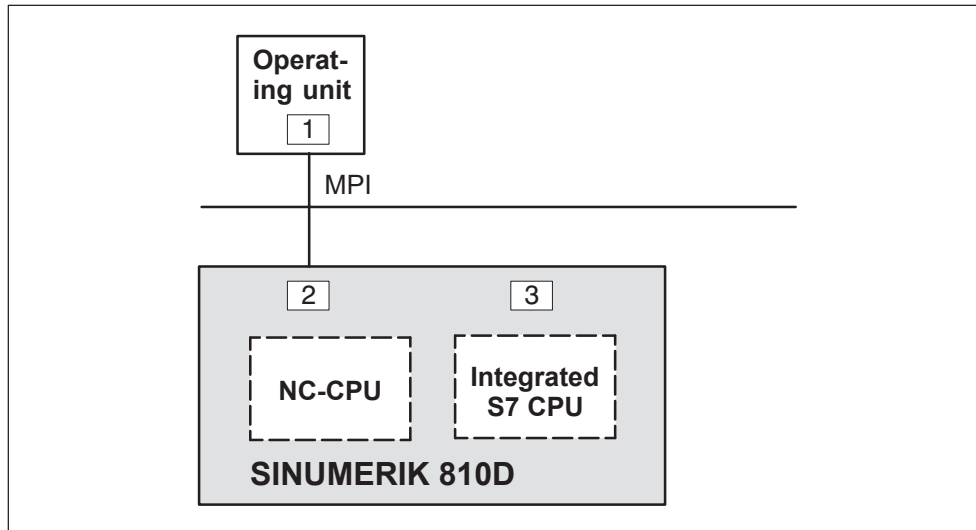 Operat-
ing unit
1
MPI
2
3
NC-CPU
Integrated
S7 CPU
SINUMERIK 810D